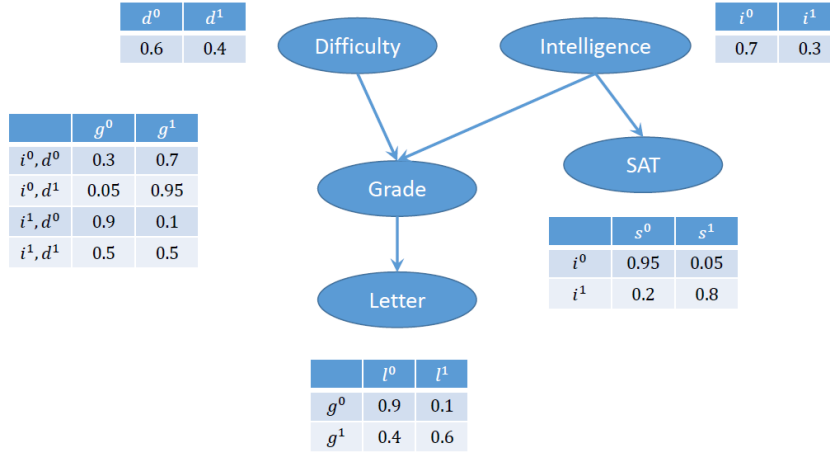 d⁰ d¹
0.6 0.4
Difficulty
Intelligence
i⁰ i¹
0.7 0.3
g⁰ g¹
i⁰, d⁰ 0.3 0.7
i⁰, d¹ 0.05 0.95
i¹, d⁰ 0.9 0.1
i¹, d¹ 0.5 0.5
Grade
SAT
s⁰ s¹
i⁰ 0.95 0.05
i¹ 0.2 0.8
Letter
l⁰ l¹
g⁰ 0.9 0.1
g¹ 0.4 0.6